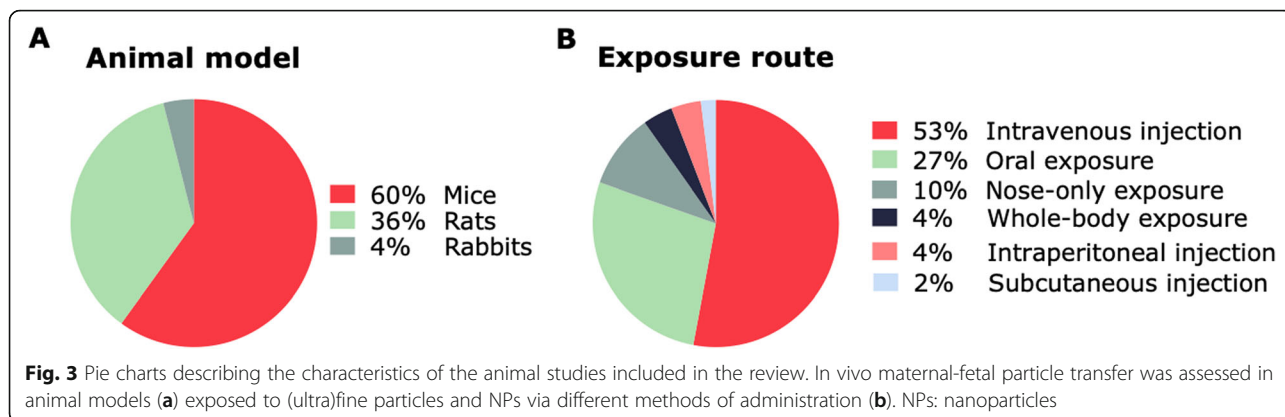 A
Animal model
60% Mice
36% Rats
4% Rabbits
B
Exposure route
53% Intravenous injection
27% Oral exposure
10% Nose-only exposure
4% Whole-body exposure
4% Intraperitoneal injection
2% Subcutaneous injection
Fig. 3 Pie charts describing the characteristics of the animal studies included in the review. In vivo maternal-fetal particle transfer was assessed in
animal models (a) exposed to (ultra)fine particles and NPs via different methods of administration (b). NPs: nanoparticles